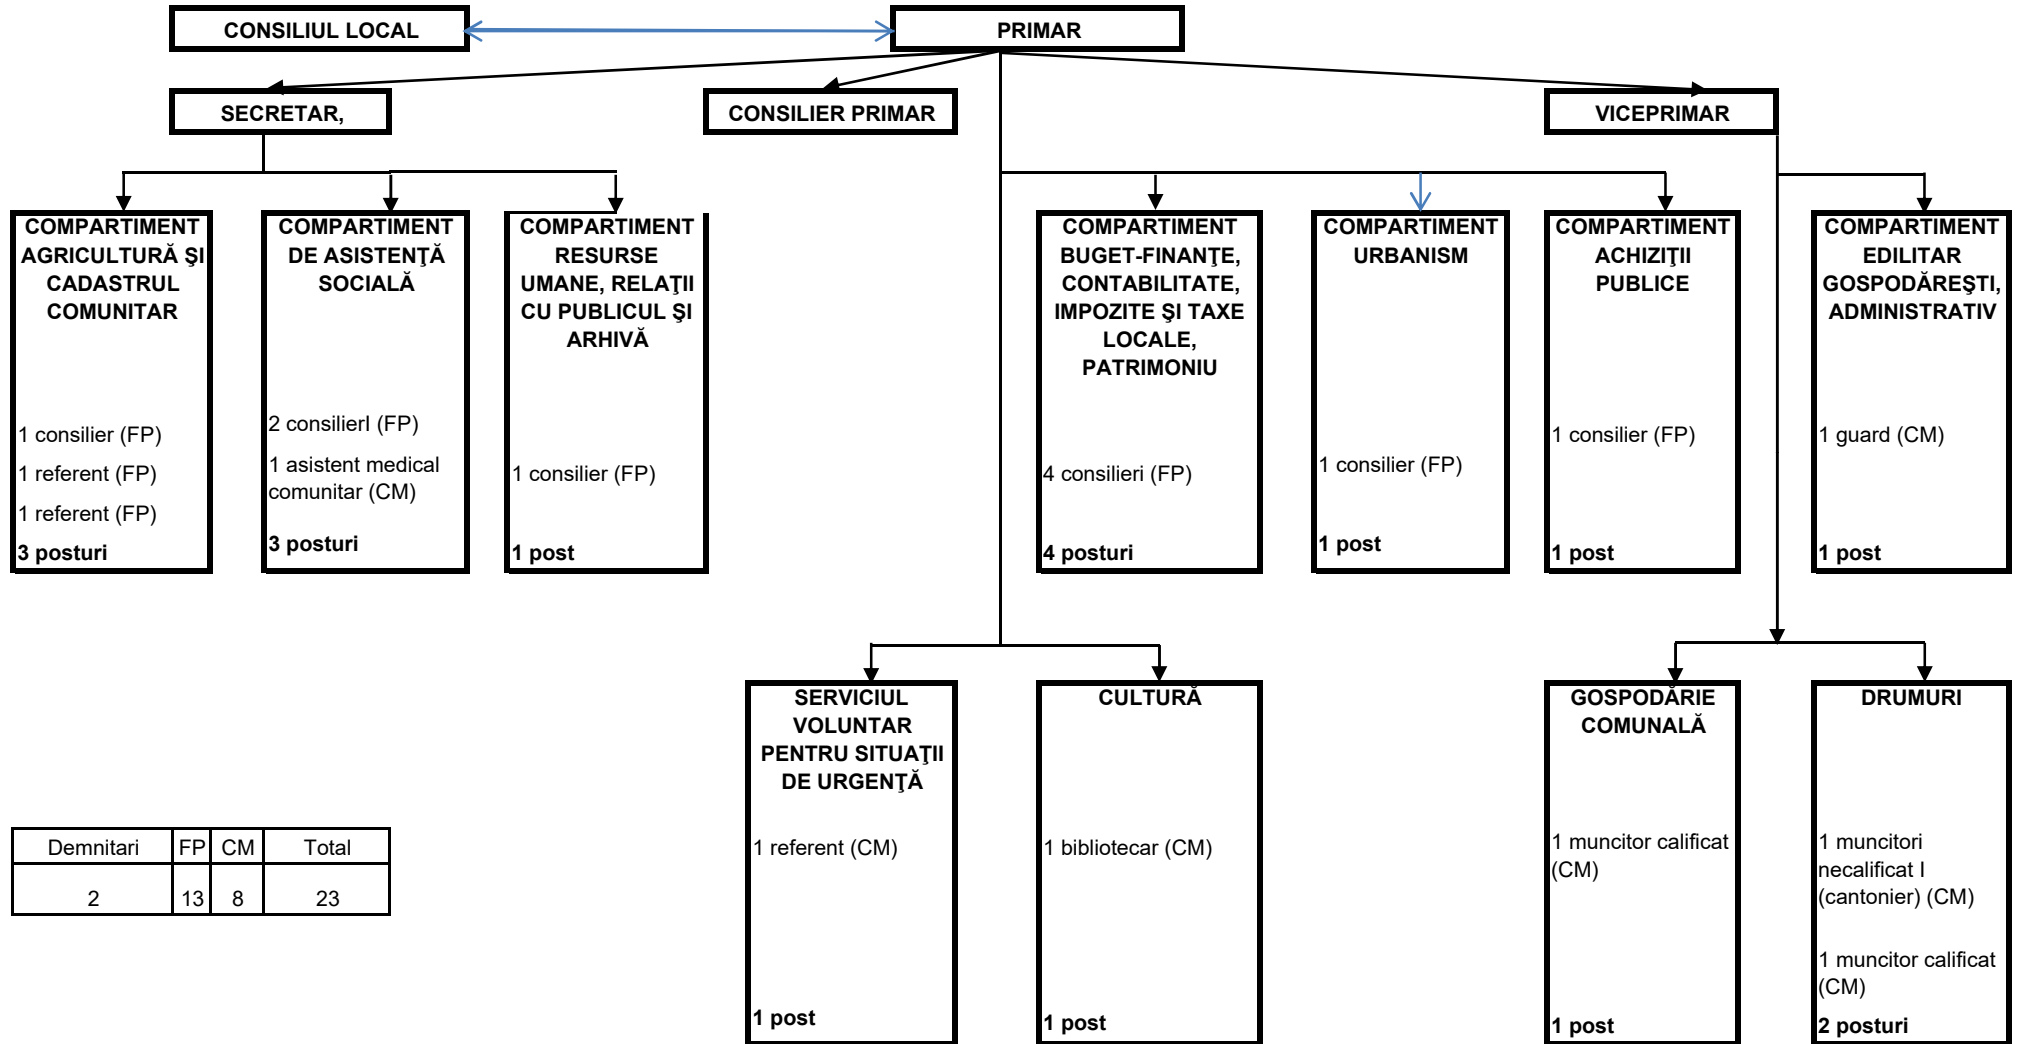 CONSILIUL LOCAL
PRIMAR
SECRETAR,
CONSILIER PRIMAR
VICEPRIMAR
COMPARTIMENT
AGRICULTURĂ ŞI
CADASTRUL
COMUNITAR
1 consilier (FP)
1 referent (FP)
1 referent (FP)
3 posturi
COMPARTIMENT
DE ASISTENŢĂ
SOCIALĂ
2 consilierI (FP)
1 asistent medical
comunitar (CM)
3 posturi
COMPARTIMENT
RESURSE
UMANE, RELAŢII
CU PUBLICUL ŞI
ARHIVĂ
1 consilier (FP)
1 post
COMPARTIMENT
BUGET-FINANŢE,
CONTABILITATE,
IMPOZITE ŞI TAXE
LOCALE,
PATRIMONIU
4 consilieri (FP)
4 posturi
COMPARTIMENT
URBANISM
1 consilier (FP)
1 post
COMPARTIMENT
ACHIZIŢII
PUBLICE
1 consilier (FP)
1 post
COMPARTIMENT
EDILITAR
GOSPODĂREŞTI,
ADMINISTRATIV
1 guard (CM)
1 post
SERVICIUL
VOLUNTAR
PENTRU SITUAŢII
DE URGENŢĂ
1 referent (CM)
1 post
CULTURĂ
1 bibliotecar (CM)
1 post
GOSPODĂRIE
COMUNALĂ
1 muncitor calificat
(CM)
1 post
DRUMURI
1 muncitori
necalificat I
(cantonier) (CM)
1 muncitor calificat
(CM)
2 posturi
Demnitari FP CM Total
2 13 8 23